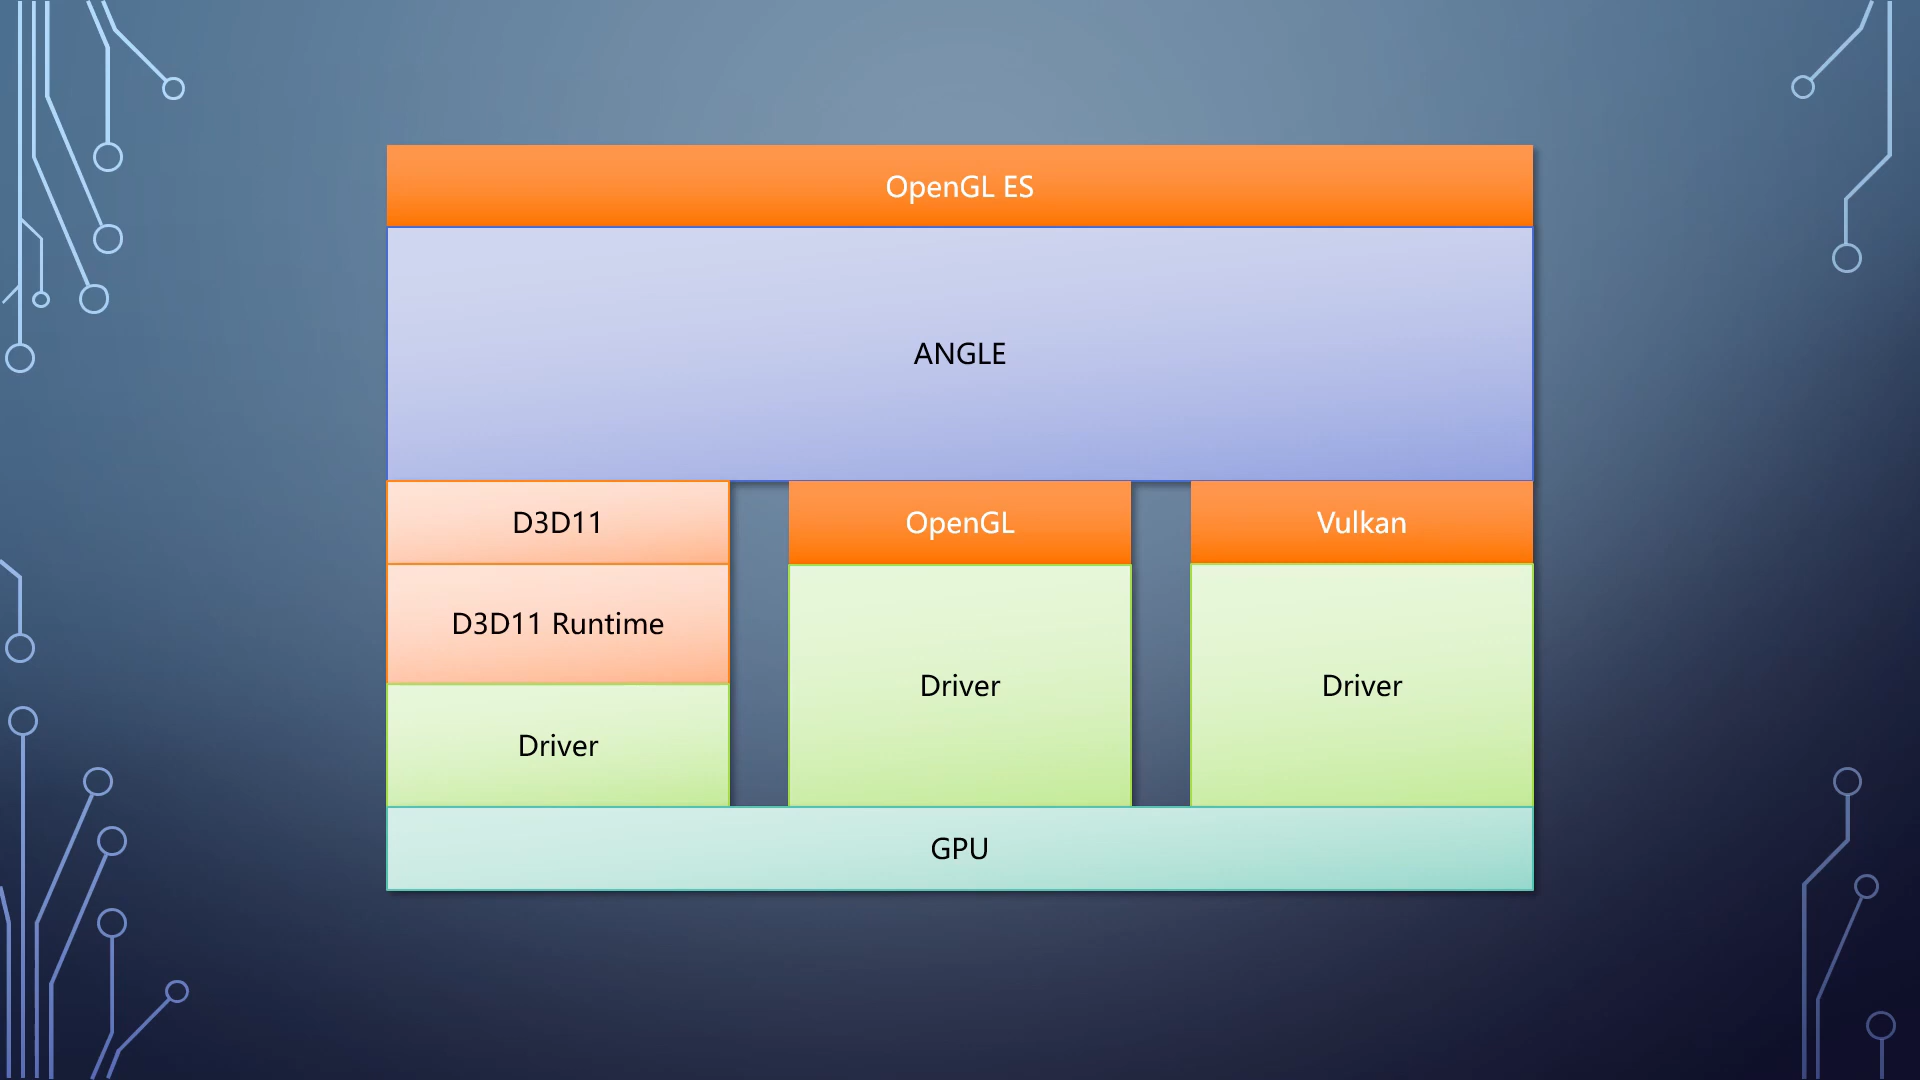 OpenGL ES
ANGLE
D3D11
OpenGL
Vulkan
D3D11 Runtime
Driver
Driver
Driver
GPU